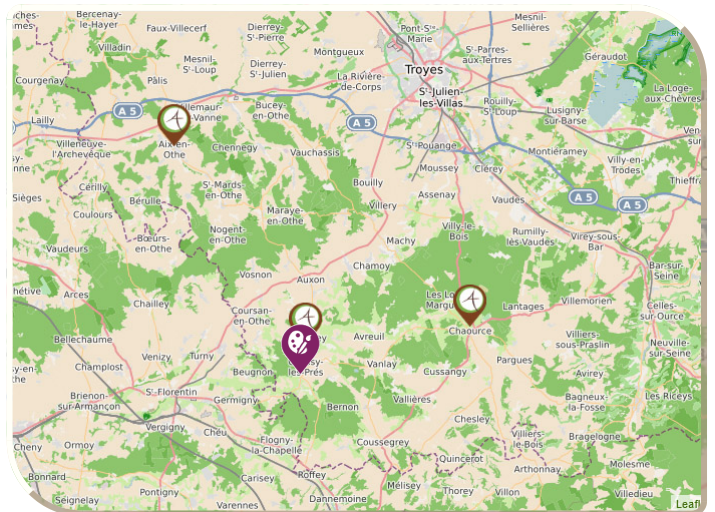 Bercenay-
le-Hayer
Faux-Villecerf
Dierrey-
Sᵗ-Pierre
Pont-Sᵗᵉ-
Marie
Mesnil-
Sellières
Villadin
Montgueux
Troyes
Sᵗ-Parres-
aux-Tertres
Géraudot
Courgenay
Pâlis
Mesnil-
Sᵗ-Loup
Dierrey-
Sᵗ-Julien
La Rivière-
de-Corps
Sᵗ-Julien
les-Villas
La Loge-
aux-Chèvres
Lailly
A 5
Bucey-
en-Othe
A 5
Rouilly-
Sᵗ-Loup
Lusigny-
sur-Barse
Villeneuve-
l'Archevêque
Aix-en-
Othe
Chennegy
Vauchassis
Sᵗ-Pouange
Montiéramey
Villy-en-
Trodes
Moussey
Clérey
Cérilly
Sᵗ-Mards-
en-Othe
Bouilly
Assenay
A 5
A 5
Sièges
Bérulle
Coulours
Maraye-
en-Othe
Villery
Vaudes
Bœurs-
en-Othe
Nogent-
en-Othe
Machy
Villy-le-
Bois
Rumilly-
lès-Vaudes
Virey-sous-
Bar
Vaudeurs
Vosnon
Auxon
Chamoy
Bar-sur-
Seine
Arces
Chailley
Coursan-
en-Othe
Lantages
Villemorien
Celles-
sur-Ource
Bellechaume
Avreuil
Chaource
Villiers-
sous-Praslin
Neuville-
sur-Seine
Venizy
Turny
Champlost
Beugnon
les-Prés
Vanlay
Cussangy
Pargues
Avirey
Brienon-
sur-Armançon
Sᵗ-Florentin
Germigny
Bernon
Vallières
Bagneux-
la-Fosse
Les Riceys
Vergigny
Chéu
Chesley
Cheny
Ormoy
Flogny-
la-Chapelle
Coussegrey
Villiers-
le-Bois
Bragelogne
Quincerot
Arthonnay
Molesme
Bonnard
Pontigny
Carisey
Roffey
Mélisey
Thorey
Villon
Villedieu
Seignelay
Varennes
Dannemoine
Leafl